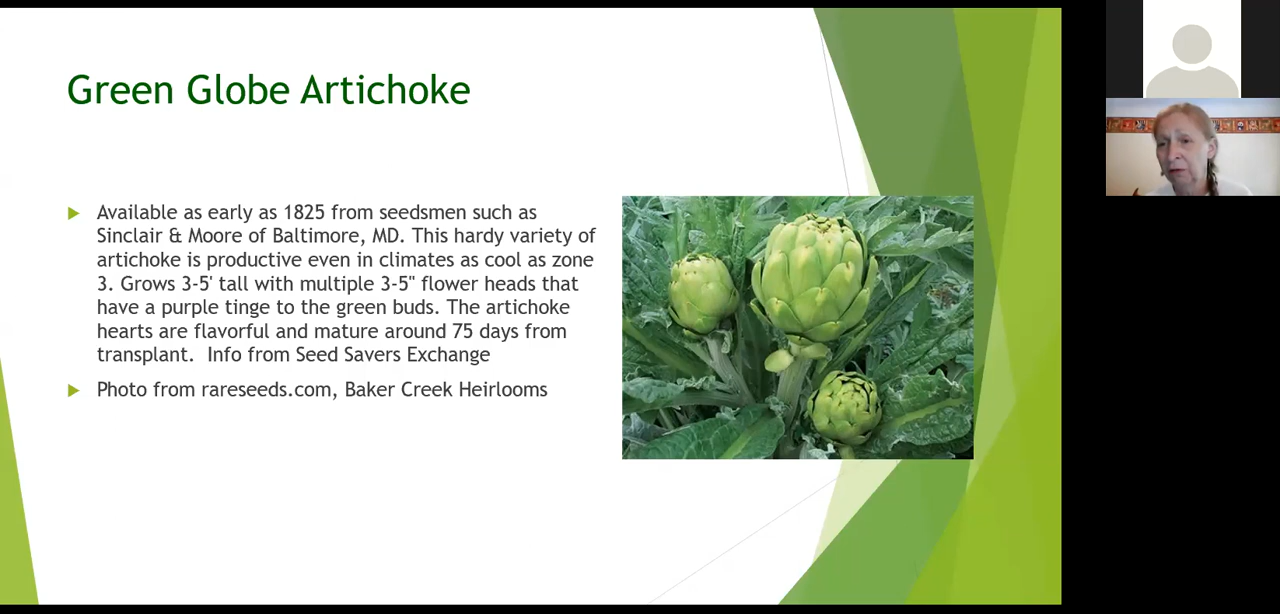 Green Globe Artichoke
Available as early as 1825 from seedsmen such as
Sinclair & Moore of Baltimore, MD. This hardy variety of
artichoke is productive even in climates as cool as zone
3. Grows 3-5' tall with multiple 3-5" flower heads that
have a purple tinge to the green buds. The artichoke
hearts are flavorful and mature around 75 days from
transplant.  Info from Seed Savers Exchange
Photo from rareseeds.com, Baker Creek Heirlooms